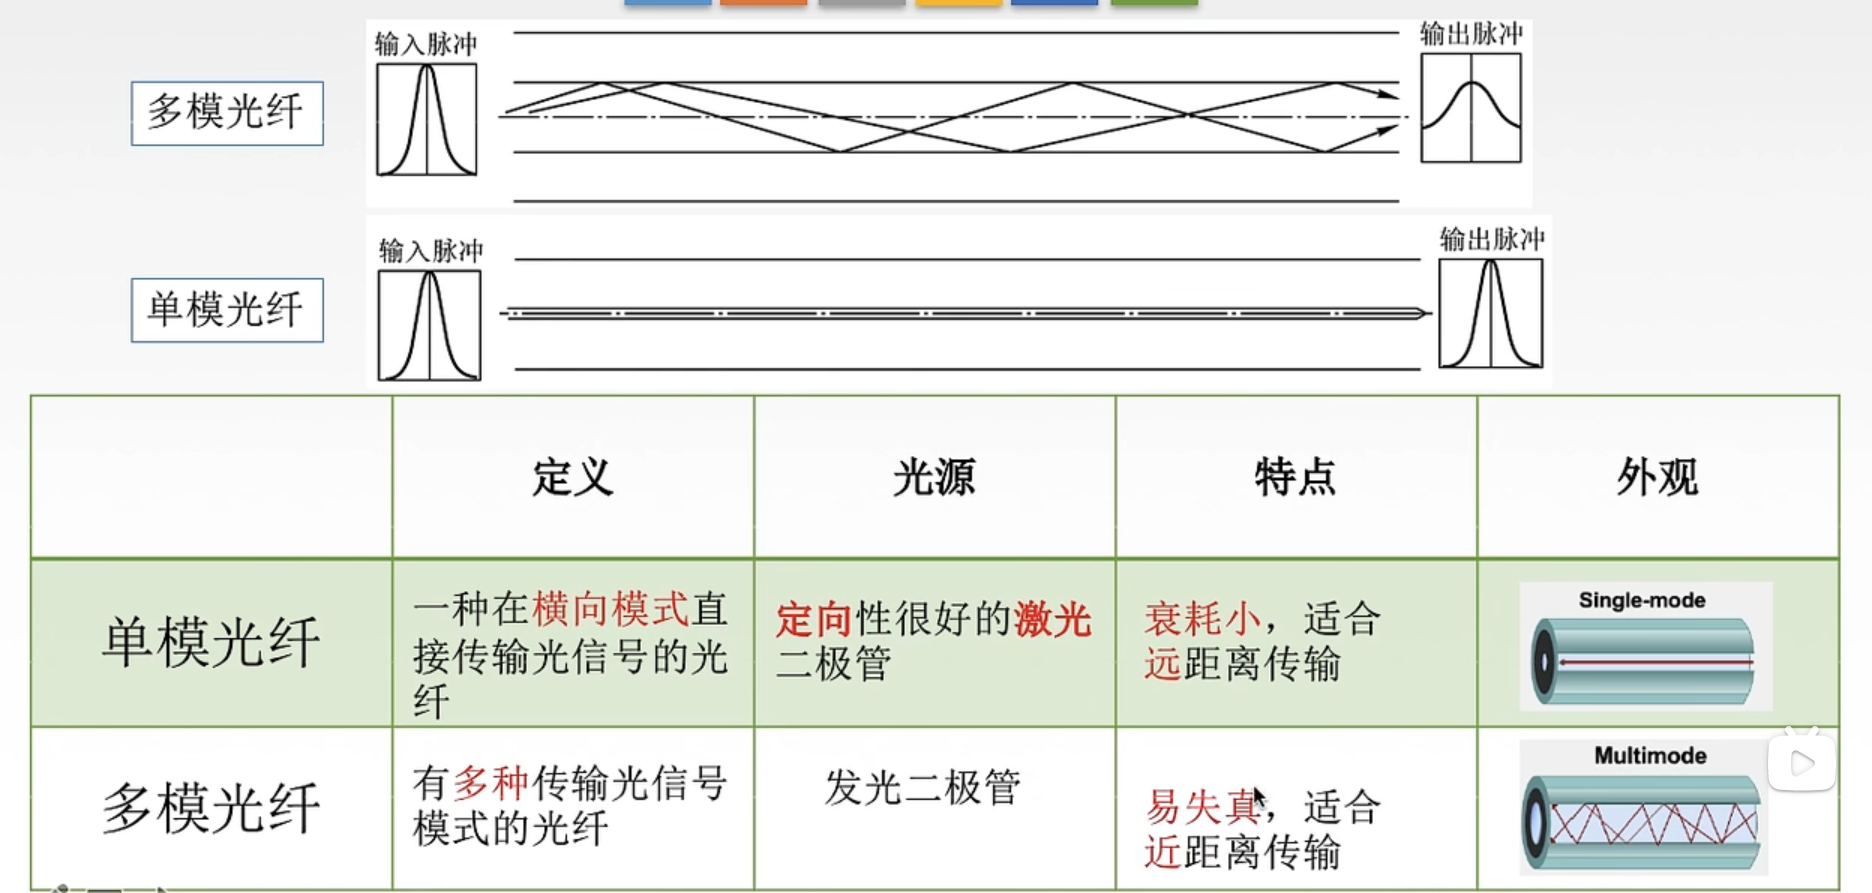 输入脉冲
输出脉冲
多模光纤
输入脉冲
输出脉冲
单模光纤
定义
光源
特点
外观
单模光纤
一种在横向模式直
接传输光信号的光
纤
定向性很好的激光
二极管
衰耗小，适合
远距离传输
Single-mode
多模光纤
有多种传输光信号
模式的光纤
发光二极管
易失真，适合
近距离传输
Multimode